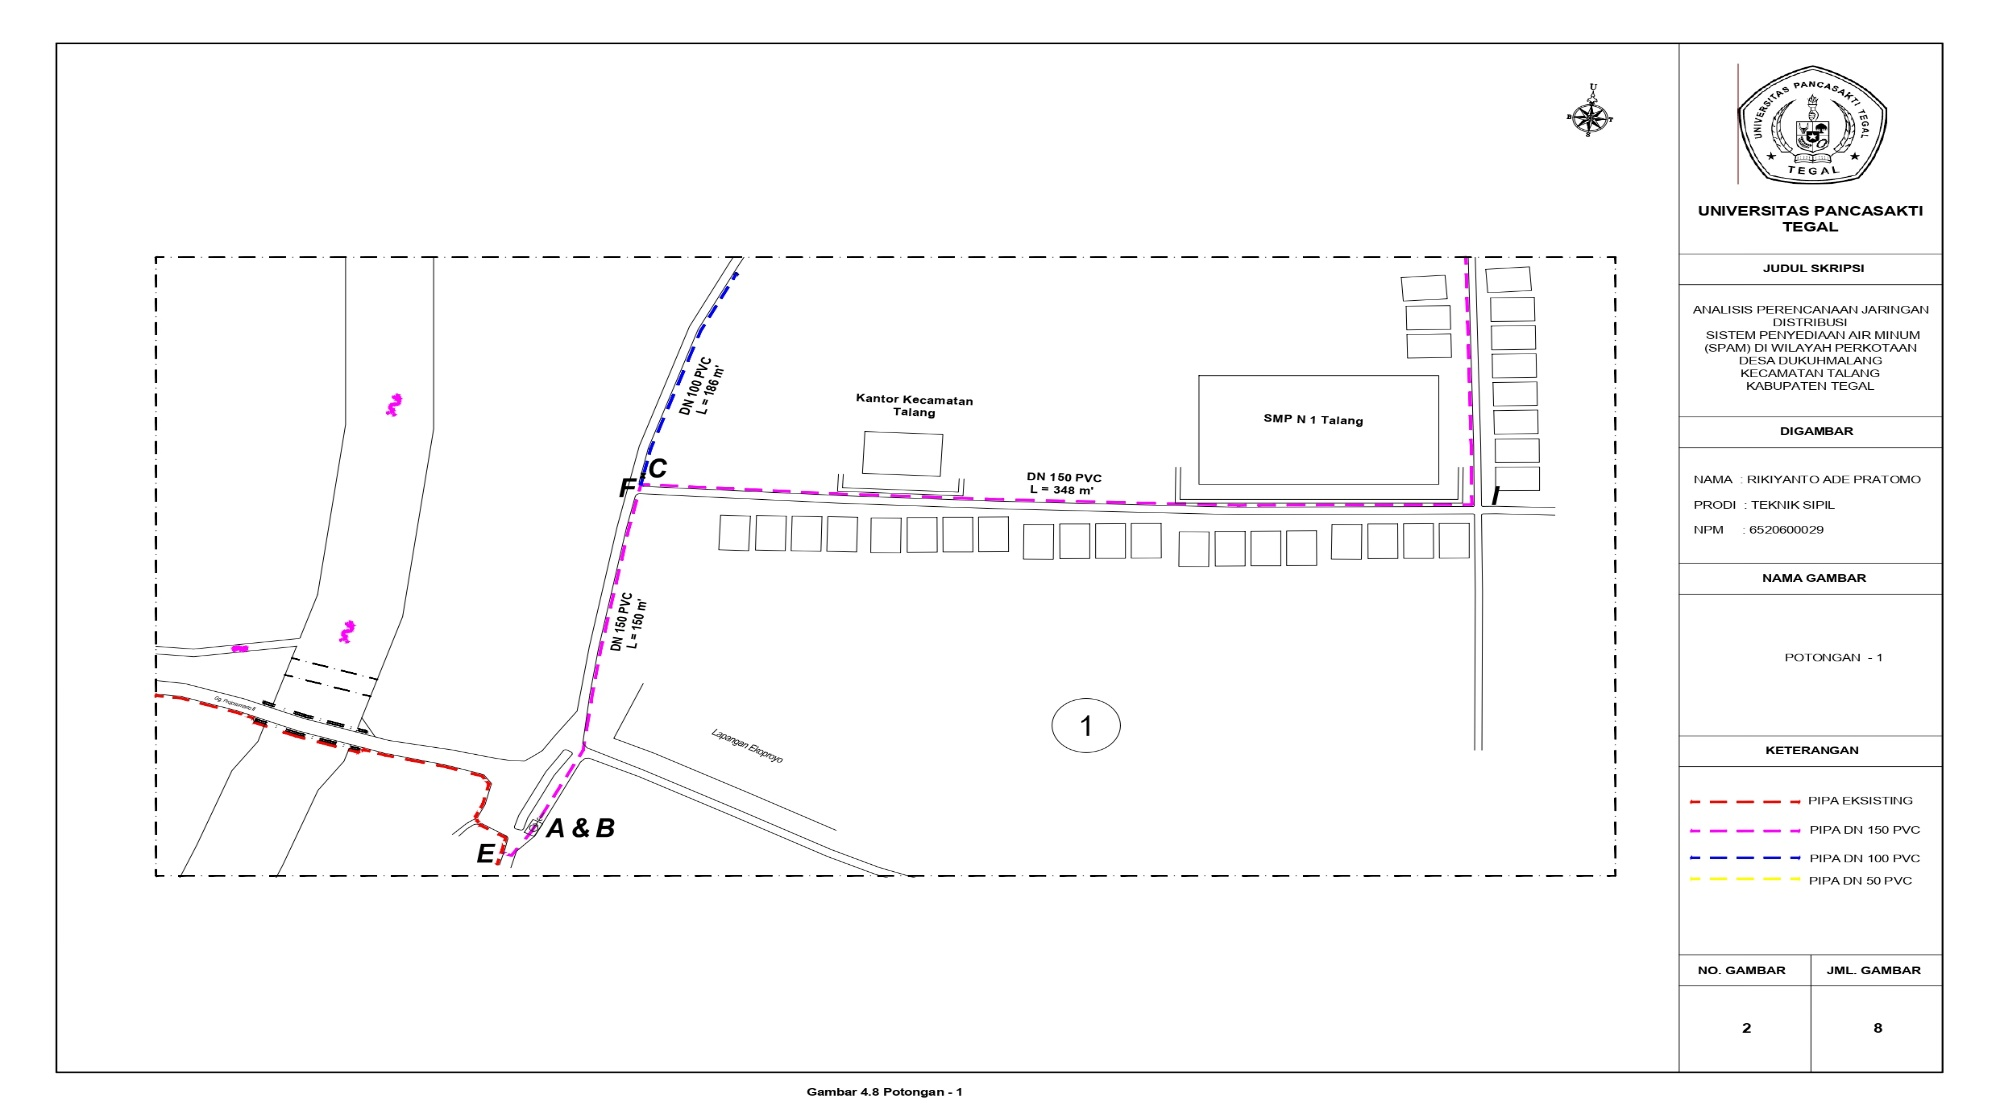 U
B
T
S
UNIVERSITAS PANCASAKTI TEGAL
TEGAL
UNIVERSITAS PANCASAKTI
TEGAL
JUDUL SKRIPSI
ANALISIS PERENCANAAN JARINGAN
DISTRIBUSI
SISTEM PENYEDIAAN AIR MINUM
(SPAM) DI WILAYAH PERKOTAAN
DESA DUKUHMALANG
KECAMATAN TALANG
KABUPATEN TEGAL
DIGAMBAR
NAMA : RIKIYANTO ADE PRATOMO
PRODI : TEKNIK SIPIL
NPM : 6520600029
NAMA GAMBAR
POTONGAN - 1
KETERANGAN
PIPA EKSISTING
PIPA DN 150 PVC
PIPA DN 100 PVC
PIPA DN 50 PVC
NO. GAMBAR
JML. GAMBAR
2
8
DN 100 PVC
L = 186 m'
Kantor Kecamatan
Talang
SMP N 1 Talang
C
F
DN 150 PVC
L = 348 m'
I
DN 150 PVC
L = 150 m'
Gg.
Lapangan Ekoproyo
1
A & B
E
Gambar 4.8 Potongan - 1